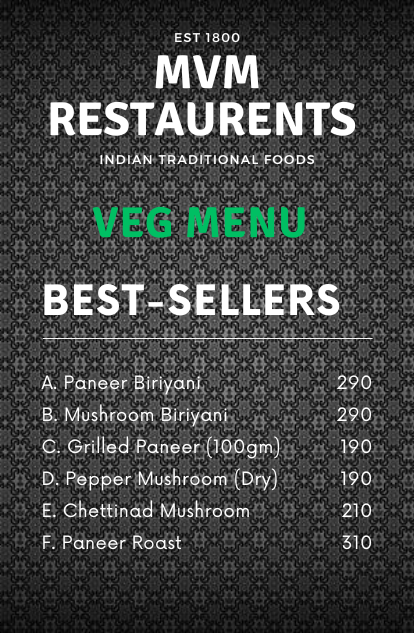 EST 1800
MVM
RESTAURENTS
INDIAN TRADITIONAL FOODS
VEG MENU
BEST-SELLERS
A. Paneer Biriyani 290
B. Mushroom Biriyani 290
C. Grilled Paneer (100gm) 190
D. Pepper Mushroom (Dry) 190
E. Chettinad Mushroom 210
F. Paneer Roast 310